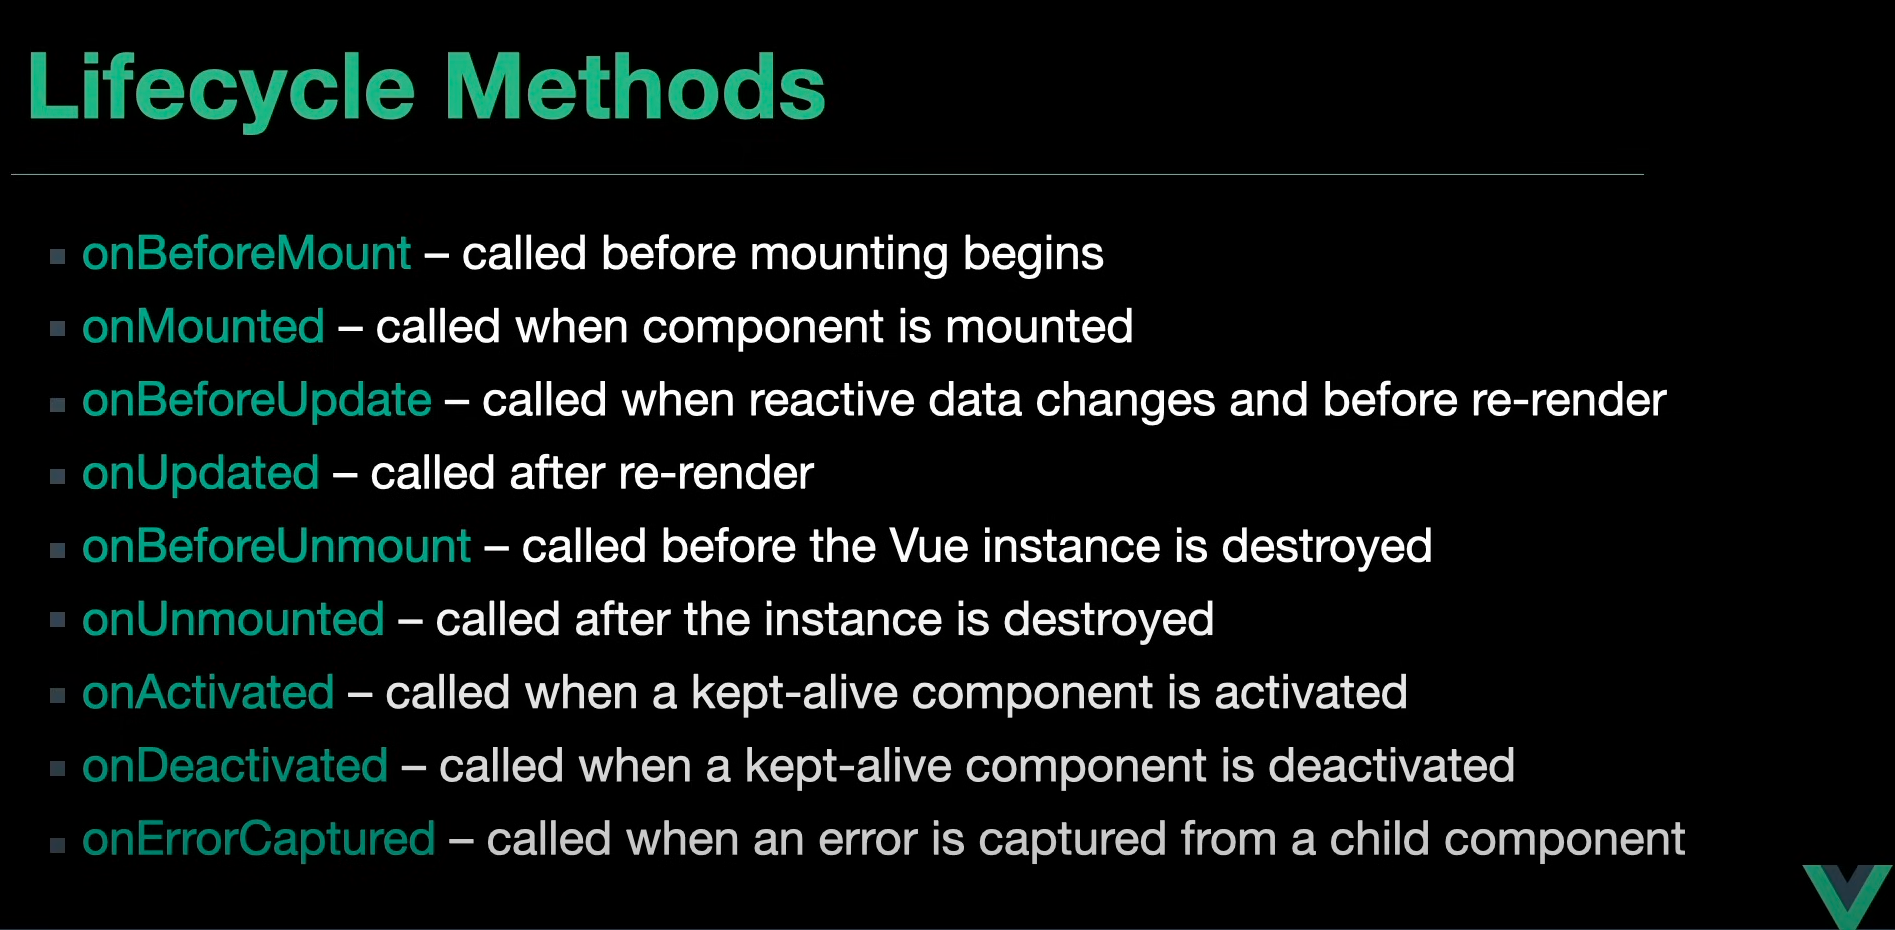 Lifecycle Methods
onBeforeMount – called before mounting begins
onMounted – called when component is mounted
onBeforeUpdate – called when reactive data changes and before re-render
onUpdated – called after re-render
onBeforeUnmount – called before the Vue instance is destroyed
onUnmounted – called after the instance is destroyed
onActivated – called when a kept-alive component is activated
onDeactivated – called when a kept-alive component is deactivated
onErrorCaptured – called when an error is captured from a child component